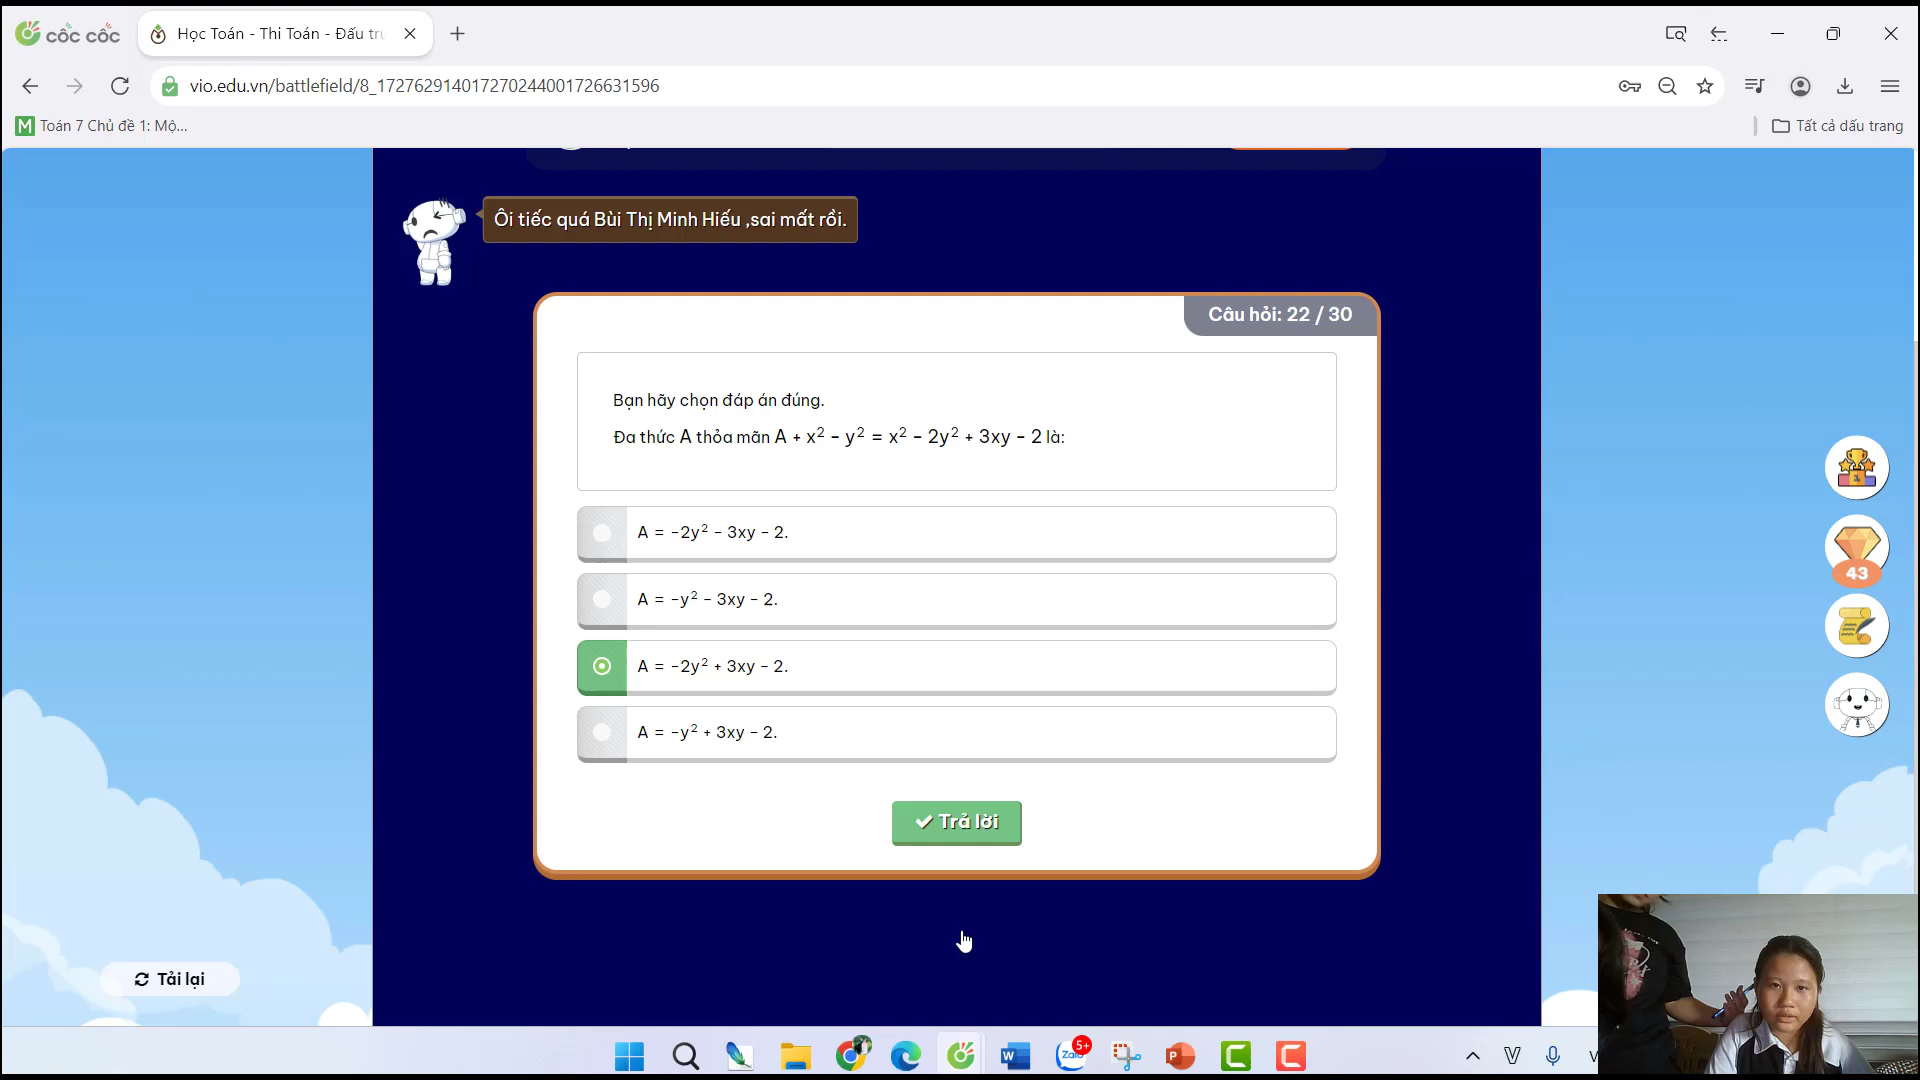 cốc cốc
Học Toán - Thi Toán - Đấu trư
vio.edu.vn/battlefield/8_172762914017270244001726631596
M Toán 7 Chủ đề 1: Mộ...
Tất cả dấu trang
Ôi tiếc quá Bùi Thị Minh Hiếu ,sai mất rồi.
Câu hỏi: 22 / 30
Bạn hãy chọn đáp án đúng.
Đa thức A thỏa mãn A + x² - y² = x² - 2y² + 3xy - 2 là:
A = -2y² - 3xy - 2.
A = -y² - 3xy - 2.
A = -2y² + 3xy - 2.
A = -y² + 3xy - 2.
Trả lời
43
Tải lại
Zalo
5+